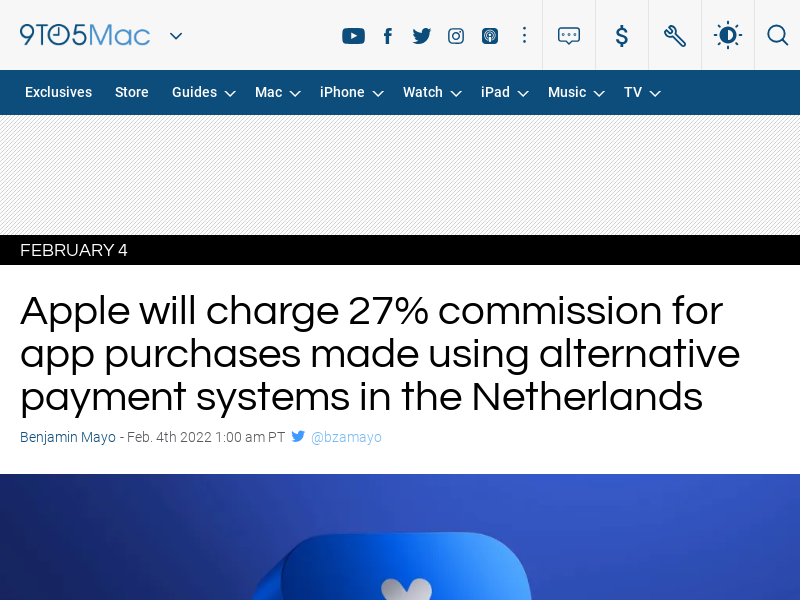 9TO5Mac
Exclusives Store Guides Mac iPhone Watch iPad Music TV
FEBRUARY 4
Apple will charge 27% commission for
app purchases made using alternative
payment systems in the Netherlands
Benjamin Mayo - Feb. 4th 2022 1:00 am PT @bzamayo